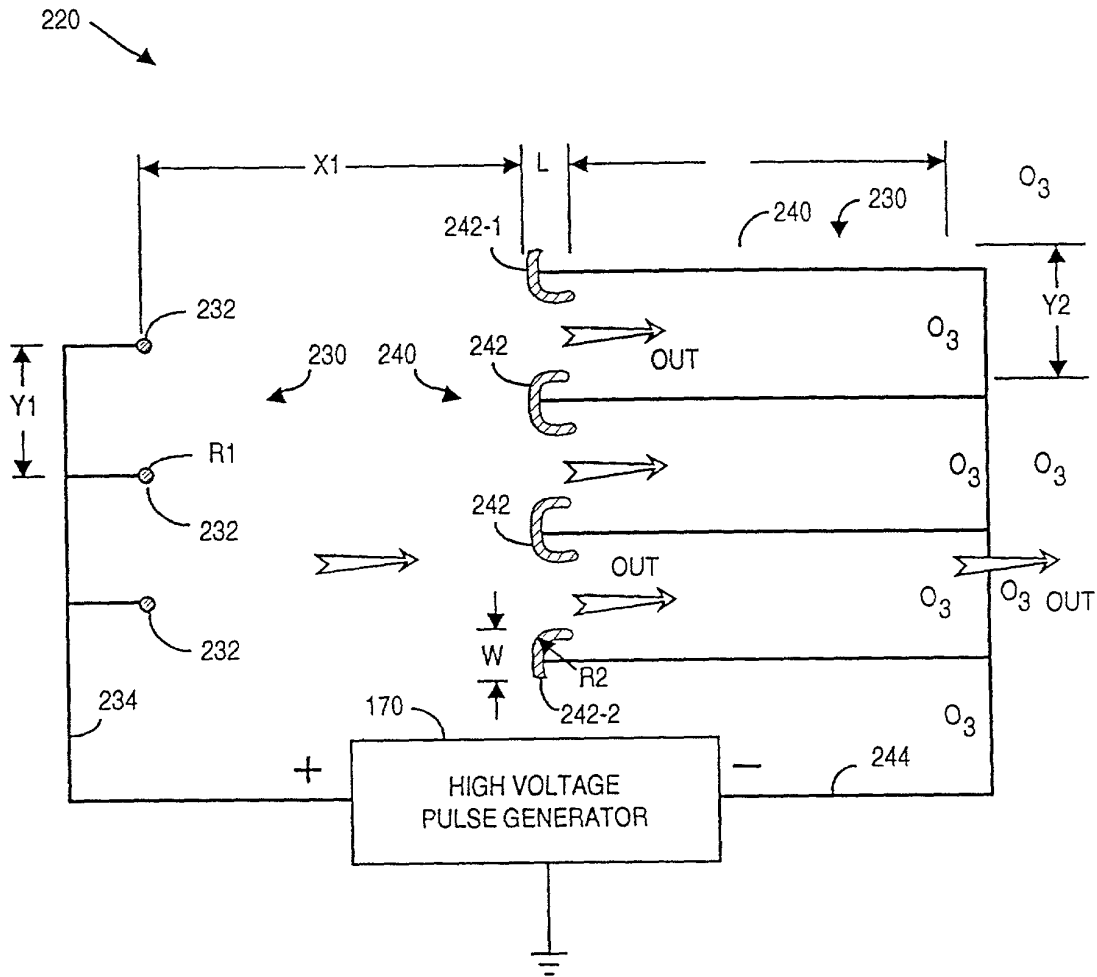 220
X1
L
O3
240
230
242-1
Y2
232
O3
OUT
230
240
242
Y1
R1
O3
O3
232
242
OUT
O3
O3
OUT
232
W
R2
234
170
242-2
O3
244
+
−
HIGH VOLTAGE
PULSE GENERATOR